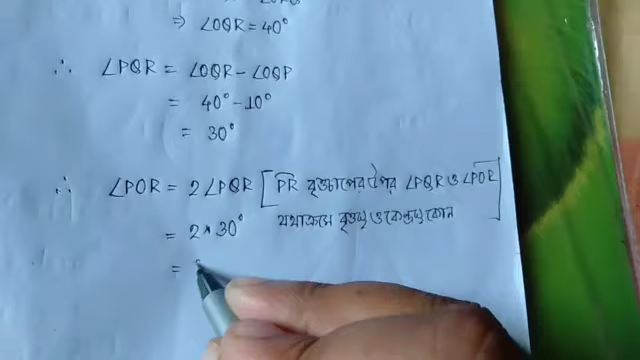 ⇒ ∠OQR = 40°
∴ ∠PQR = ∠OQR − ∠OQP
= 40° − 10°
= 30°
∴ ∠POR = 2∠PQR [PR বৃত্তচাপের উপর ∠PQR ও ∠POR
= 2 × 30° যথাক্রমে বৃত্তস্থ ও কেন্দ্রস্থ কোন]
=